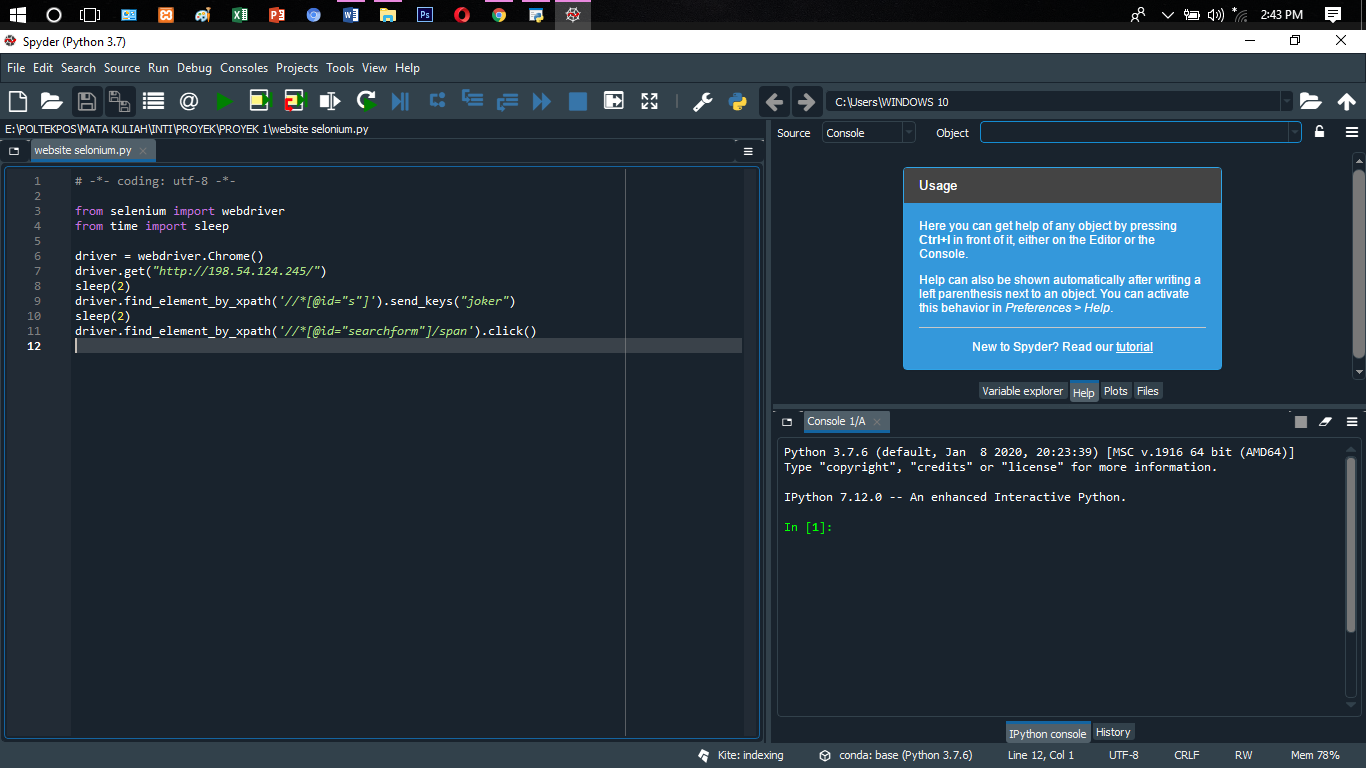 2:43 PM
Spyder (Python 3.7)
File Edit Search Source Run Debug Consoles Projects Tools View Help
C:\Users\WINDOWS 10
E:\POLTEKPOS\MATA KULIAH\INTI\PROYEK\PROYEK 1\website selonium.py
website selonium.py
1 # -*- coding: utf-8 -*-
2
3 from selenium import webdriver
4 from time import sleep
5
6 driver = webdriver.Chrome()
7 driver.get("http://198.54.124.245/")
8 sleep(2)
9 driver.find_element_by_xpath('//*[@id="s"]').send_keys("joker")
10 sleep(2)
11 driver.find_element_by_xpath('//*[@id="searchform"]/span').click()
12
Source Console Object
Usage
Here you can get help of any object by pressing
Ctrl+I in front of it, either on the Editor or the
Console.
Help can also be shown automatically after writing a
left parenthesis next to an object. You can activate
this behavior in Preferences > Help.
New to Spyder? Read our tutorial
Variable explorer Help Plots Files
Console 1/A
Python 3.7.6 (default, Jan  8 2020, 20:23:39) [MSC v.1916 64 bit (AMD64)]
Type "copyright", "credits" or "license" for more information.
IPython 7.12.0 -- An enhanced Interactive Python.
In [1]:
IPython console History
Kite: indexing conda: base (Python 3.7.6) Line 12, Col 1 UTF-8 CRLF RW Mem 78%